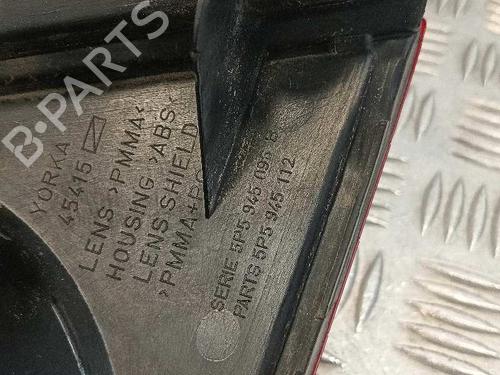 B-PARTS
YORKA
45415
LENS >PMMA<
HOUSING >ABS<
LENS SHIELD
>PMMA+PC
SERIE 5P5 945 095 B
PARTS 5P5 945 112